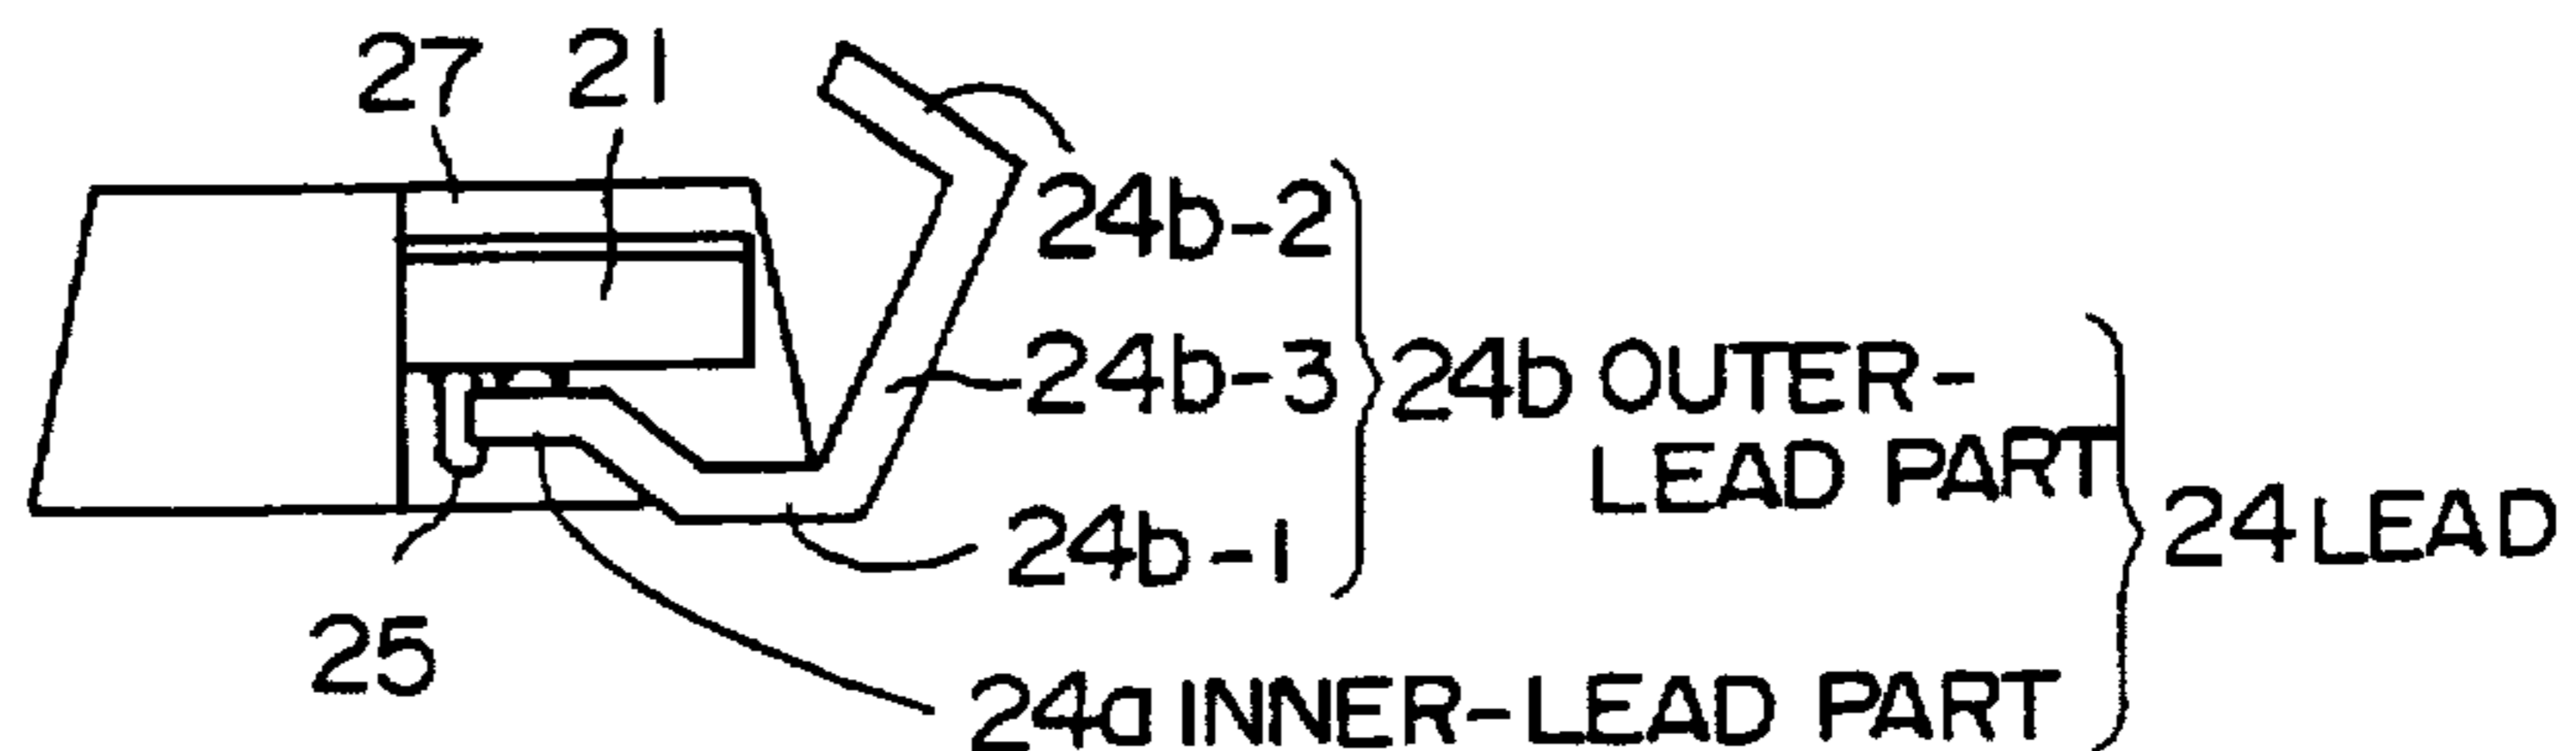 27 21
24b-2
24b-3
24b OUTER-
LEAD PART
24 LEAD
24b-1
25
24a INNER-LEAD PART